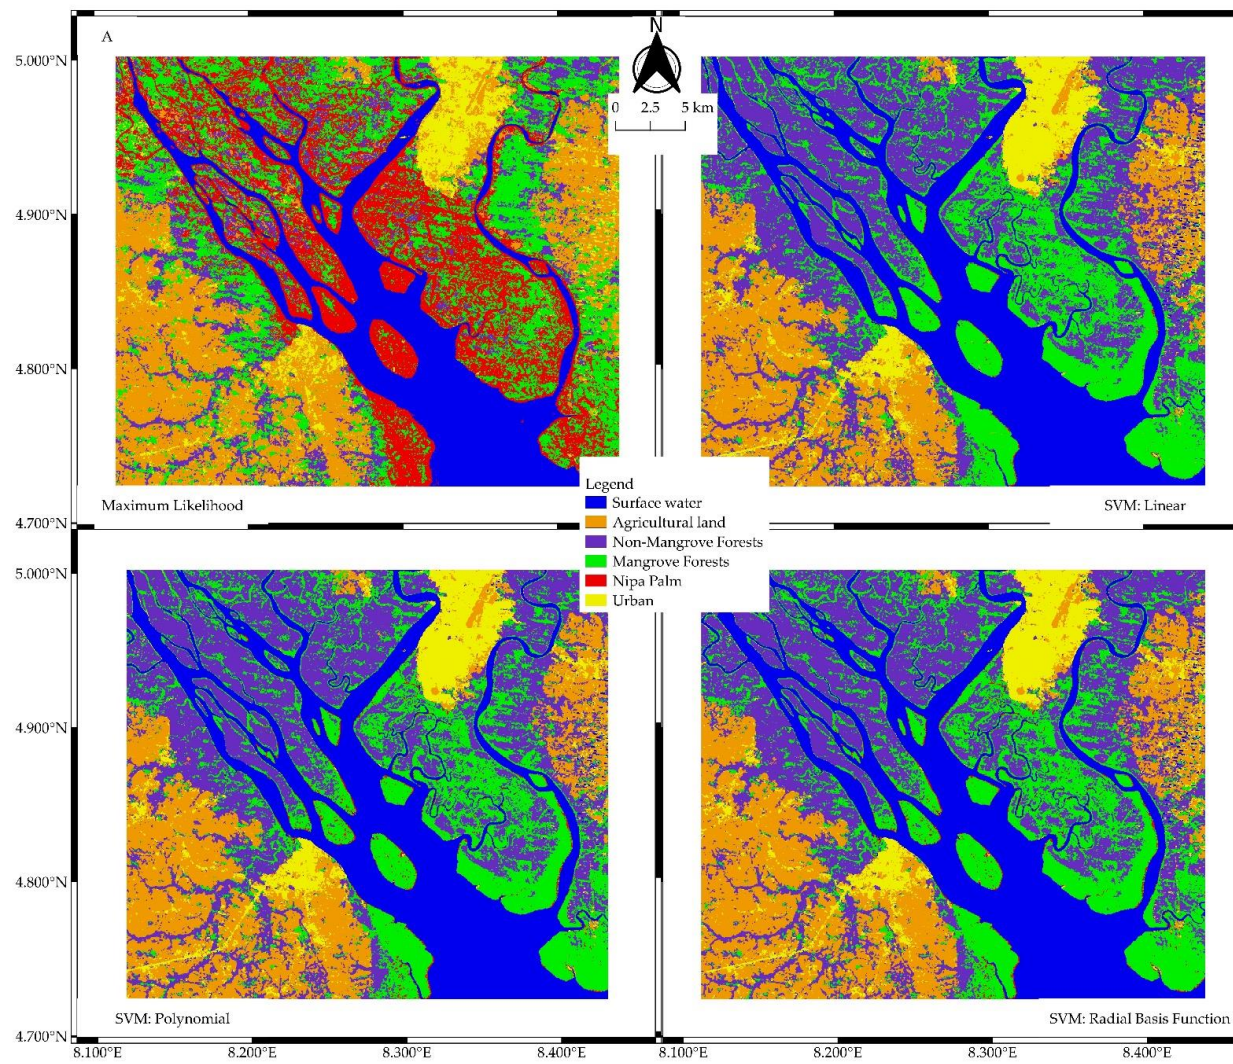 N
A
5.000°N
0 2.5 5 km
4.900°N
4.800°N
Maximum Likelihood
SVM: Linear
4.700°N
Legend
Surface water
Agricultural land
Non-Mangrove Forests
Mangrove Forests
Nipa Palm
Urban
5.000°N
4.900°N
4.800°N
SVM: Polynomial
SVM: Radial Basis Function
4.700°N
8.100°E 8.200°E 8.300°E 8.400°E 8.100°E 8.200°E 8.300°E 8.400°E